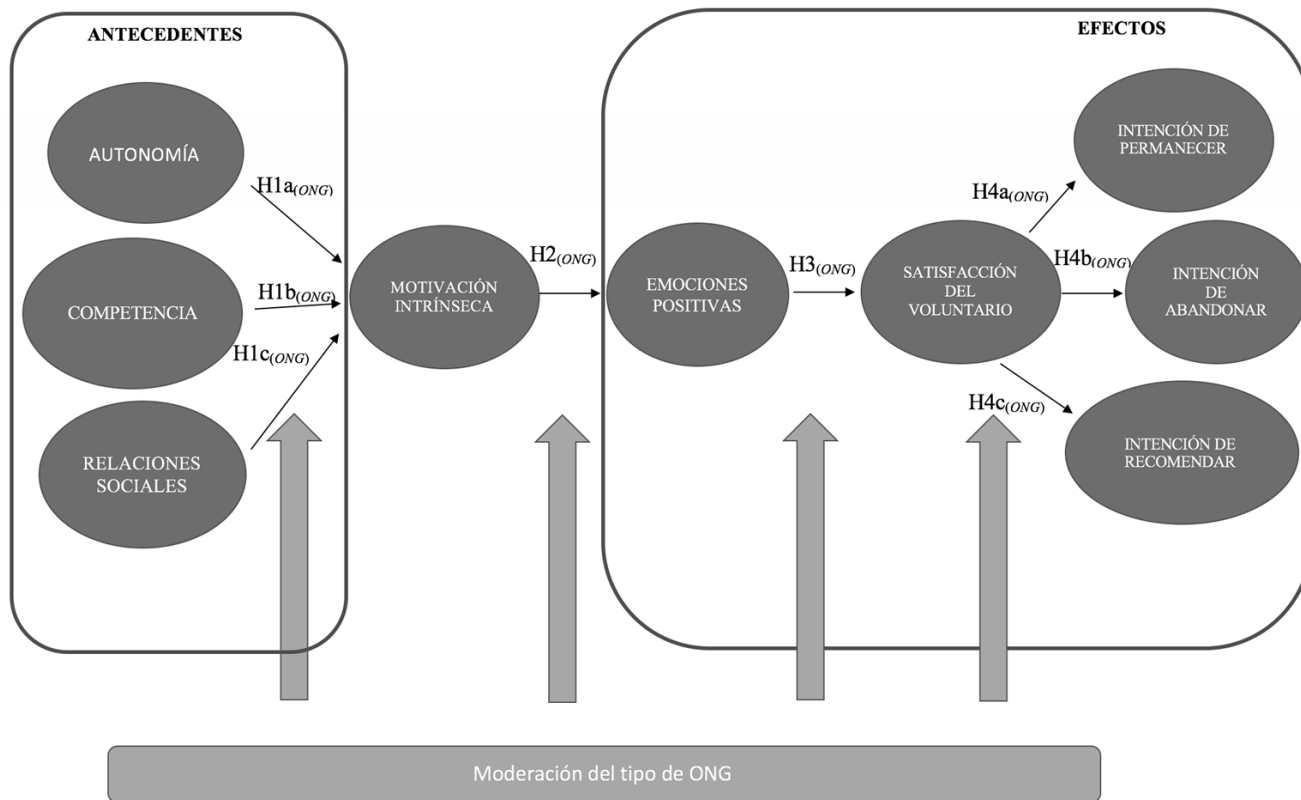 ANTECEDENTES
AUTONOMÍA
H1a(ONG)
COMPETENCIA
H1b(ONG)
H1c(ONG)
RELACIONES
SOCIALES
MOTIVACIÓN
INTRÍNSECA
H2(ONG)
EFECTOS
EMOCIONES
POSITIVAS
H3(ONG)
SATISFACCIÓN
DEL
VOLUNTARIO
H4a(ONG)
H4b(ONG)
H4c(ONG)
INTENCIÓN DE
PERMANECER
INTENCIÓN
DE
ABANDONAR
INTENCIÓN DE
RECOMENDAR
Moderación del tipo de ONG